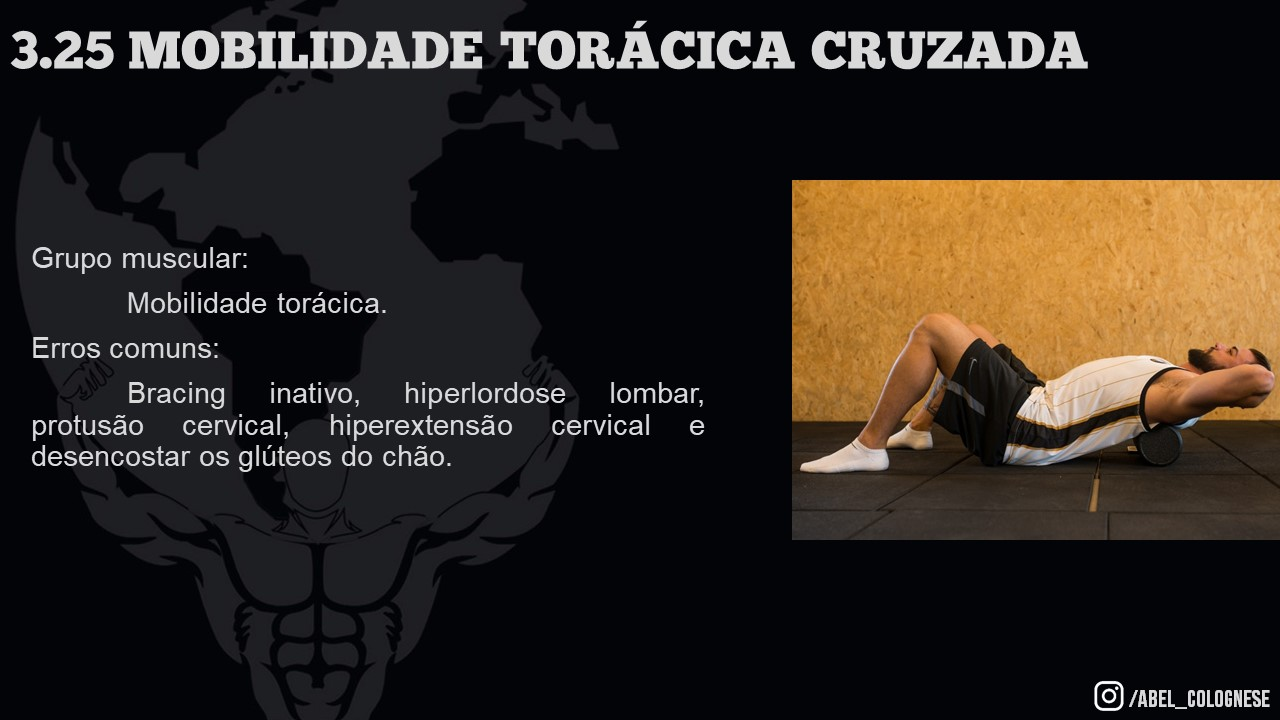 3.25 MOBILIDADE TORÁCICA CRUZADA
Grupo muscular:
Mobilidade torácica.
Erros comuns:
Bracing inativo, hiperlordose lombar,
protusão cervical, hiperextensão cervical e
desencostar os glúteos do chão.
/ABEL_COLOGNESE